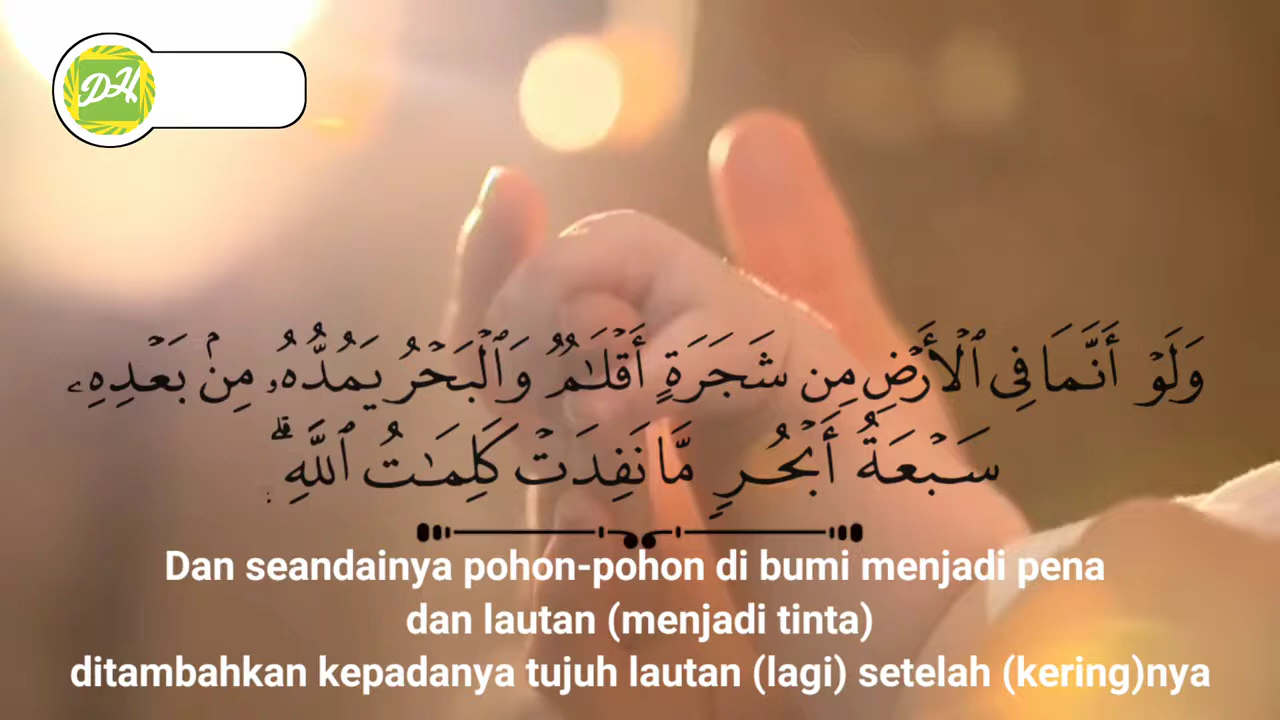 DH
وَلَوْ أَنَّمَا فِى ٱلْأَرْضِ مِن شَجَرَةٍ أَقْلَـٰمٌ وَٱلْبَحْرُ يَمُدُّهُۥ مِنۢ بَعْدِهِۦ
سَبْعَةُ أَبْحُرٍ مَّا نَفِدَتْ كَلِمَـٰتُ ٱللَّهِ ۗ
Dan seandainya pohon-pohon di bumi menjadi pena
dan lautan (menjadi tinta)
ditambahkan kepadanya tujuh lautan (lagi) setelah (kering)nya